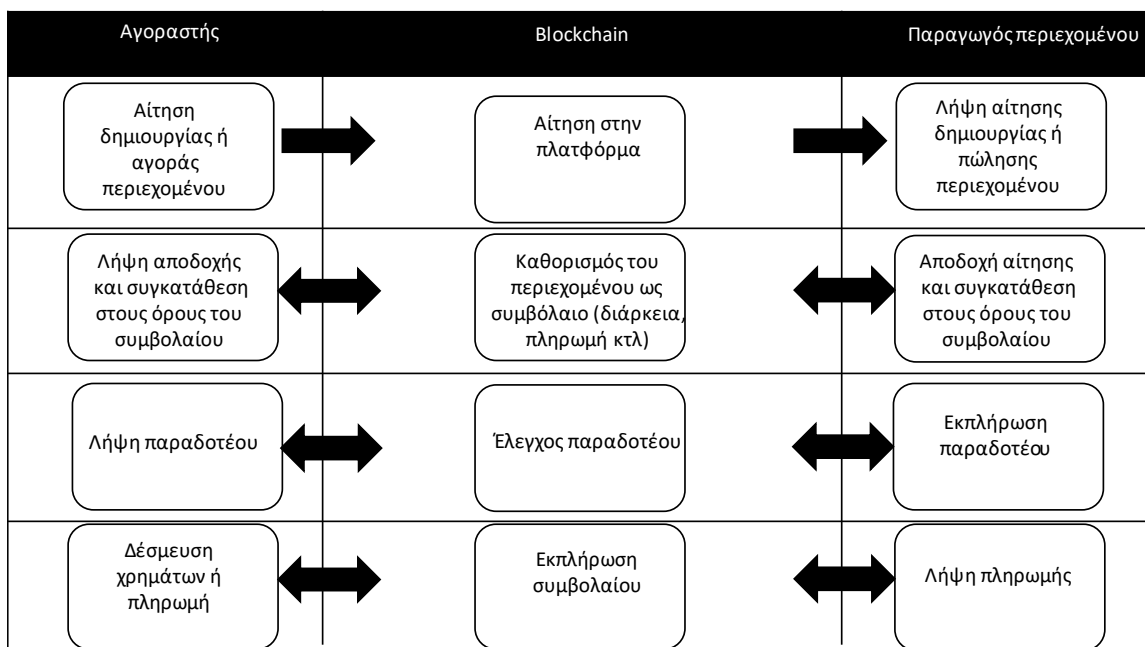 Αγοραστής
Blockchain
Παραγωγός περιεχομένου
Αίτηση
δημιουργίας ή
αγοράς
περιεχομένου
Αίτηση στην
πλατφόρμα
Λήψη αίτησης
δημιουργίας ή
πώλησης
περιεχομένου
Λήψη αποδοχής
και συγκατάθεση
στους όρους του
συμβολαίου
Καθορισμός του
περιεχομένου ως
συμβόλαιο (διάρκεια,
πληρωμή κτλ)
Αποδοχή αίτησης
και συγκατάθεση
στους όρους του
συμβολαίου
Λήψη παραδοτέου
Έλεγχος παραδοτέου
Εκπλήρωση
παραδοτέου
Δέσμευση
χρημάτων ή
πληρωμή
Εκπλήρωση
συμβολαίου
Λήψη πληρωμής